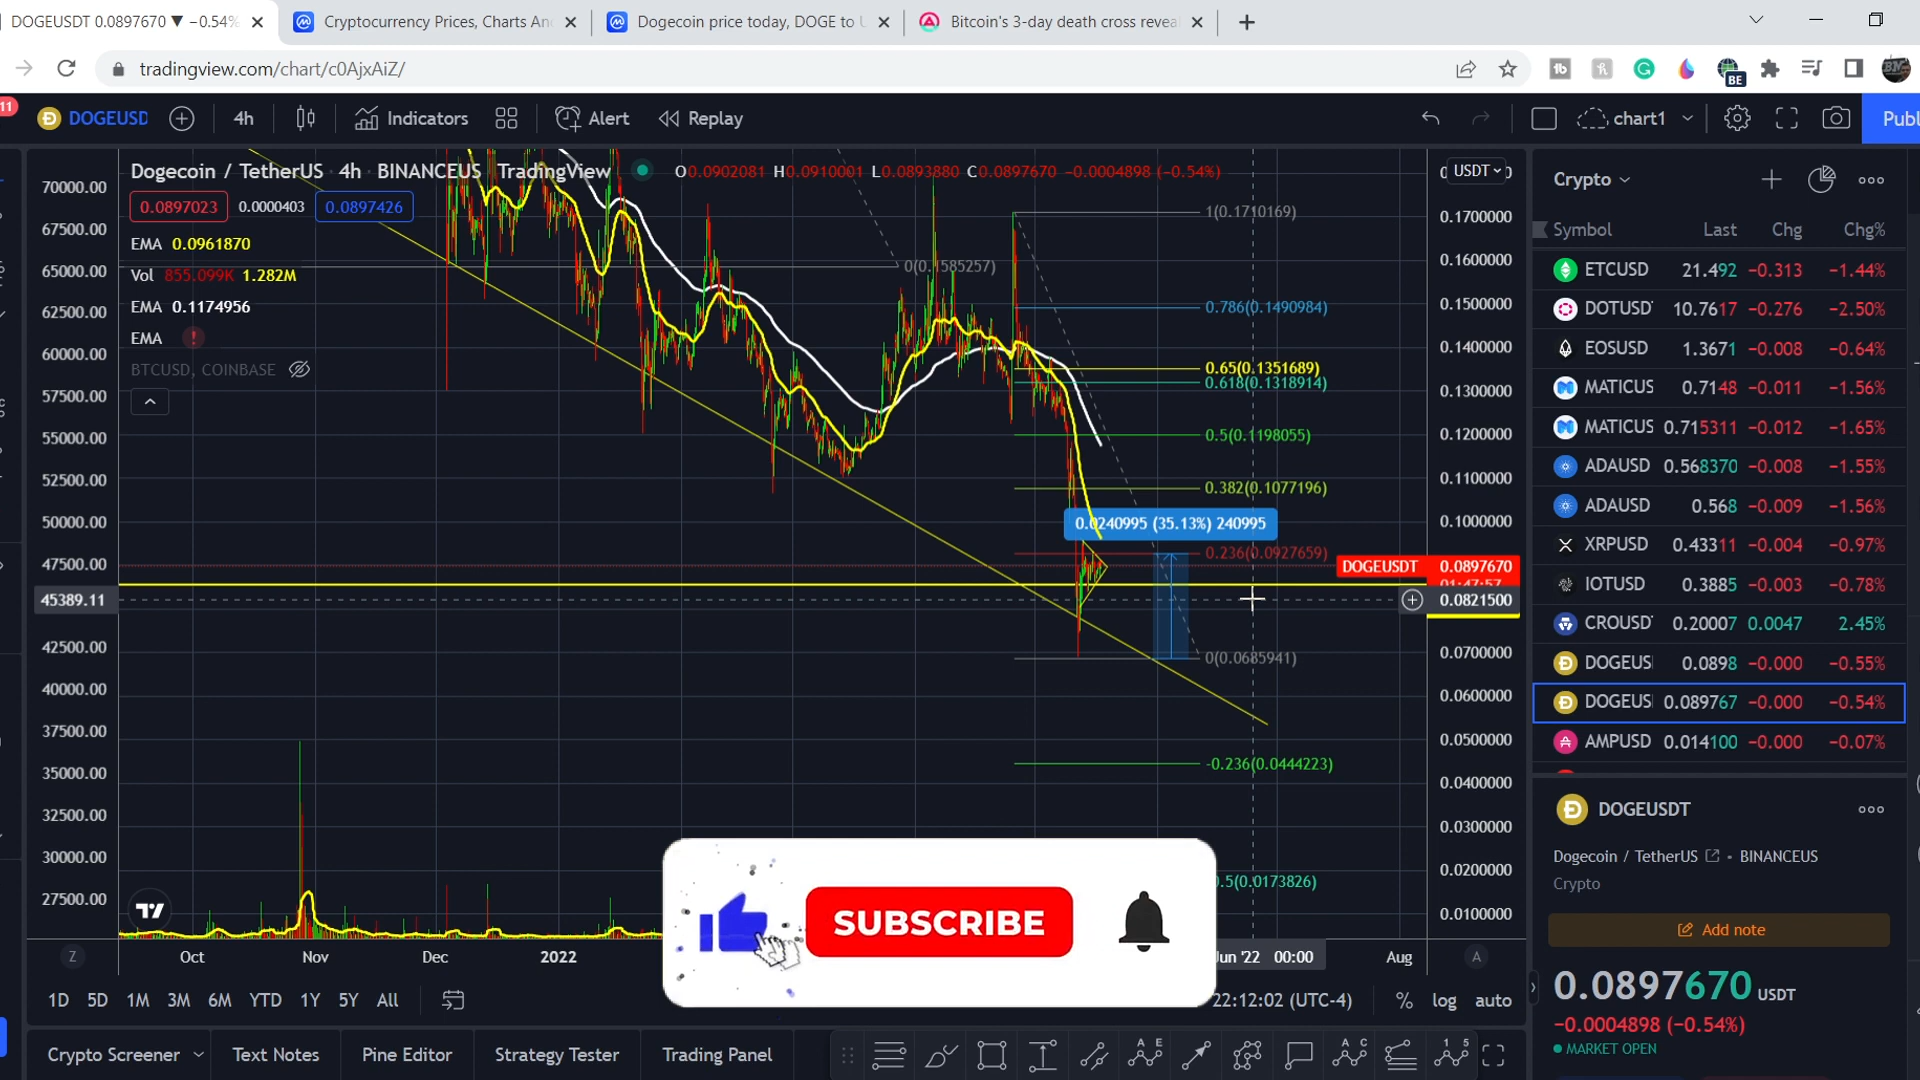 DOGEUSDT 0.0897670 ▼ −0.54%
Cryptocurrency Prices, Charts An
Dogecoin price today, DOGE to U
Bitcoin's 3-day death cross revea
tradingview.com/chart/c0AjxAiZ/
BE
11
DOGEUSD
4h
Indicators
Alert
Replay
chart1
Publ
Dogecoin / TetherUS · 4h · BINANCEUS · TradingView
O0.0902081 H0.0910001 L0.0893880 C0.0897670 −0.0004898 (−0.54%)
0.0897023
0.0000403
0.0897426
EMA 0.0961870
Vol 855.099K 1.282M
EMA 0.1174956
EMA
BTCUSD, COINBASE
70000.00
67500.00
65000.00
62500.00
60000.00
57500.00
55000.00
52500.00
50000.00
47500.00
45389.11
42500.00
40000.00
37500.00
35000.00
32500.00
30000.00
27500.00
1(0.1710169)
0(0.1585257)
0.786(0.1490984)
0.65(0.1351689)
0.618(0.1318914)
0.5(0.1198055)
0.382(0.1077196)
0.0240995 (35.13%) 240995
0.236(0.0927659)
0(0.0685941)
-0.236(0.0444223)
0.5(0.0173826)
USDT
0.1700000
0.1600000
0.1500000
0.1400000
0.1300000
0.1200000
0.1100000
0.1000000
DOGEUSDT 0.0897670
01:47:57
0.0821500
0.0700000
0.0600000
0.0500000
0.0400000
0.0300000
0.0200000
0.0100000
SUBSCRIBE
Z
Oct
Nov
Dec
2022
Jun '22 00:00
Aug
A
1D
5D
1M
3M
6M
YTD
1Y
5Y
All
22:12:02 (UTC-4)
%
log
auto
Crypto Screener
Text Notes
Pine Editor
Strategy Tester
Trading Panel
Crypto
Symbol Last Chg Chg%
ETCUSD 21.492 −0.313 −1.44%
DOTUSD 10.7617 −0.276 −2.50%
EOSUSD 1.3671 −0.008 −0.64%
MATICUS 0.7148 −0.011 −1.56%
MATICUS 0.715311 −0.012 −1.65%
ADAUSD 0.568370 −0.008 −1.55%
ADAUSD 0.568 −0.009 −1.56%
XRPUSD 0.43311 −0.004 −0.97%
IOTUSD 0.3885 −0.003 −0.78%
CROUSD 0.20007 0.0047 2.45%
DOGEUS 0.0898 −0.000 −0.55%
DOGEUS 0.089767 −0.000 −0.54%
AMPUSD 0.014100 −0.000 −0.07%
DOGEUSDT
Dogecoin / TetherUS • BINANCEUS
Crypto
Add note
0.0897670 USDT
−0.0004898 (−0.54%)
MARKET OPEN